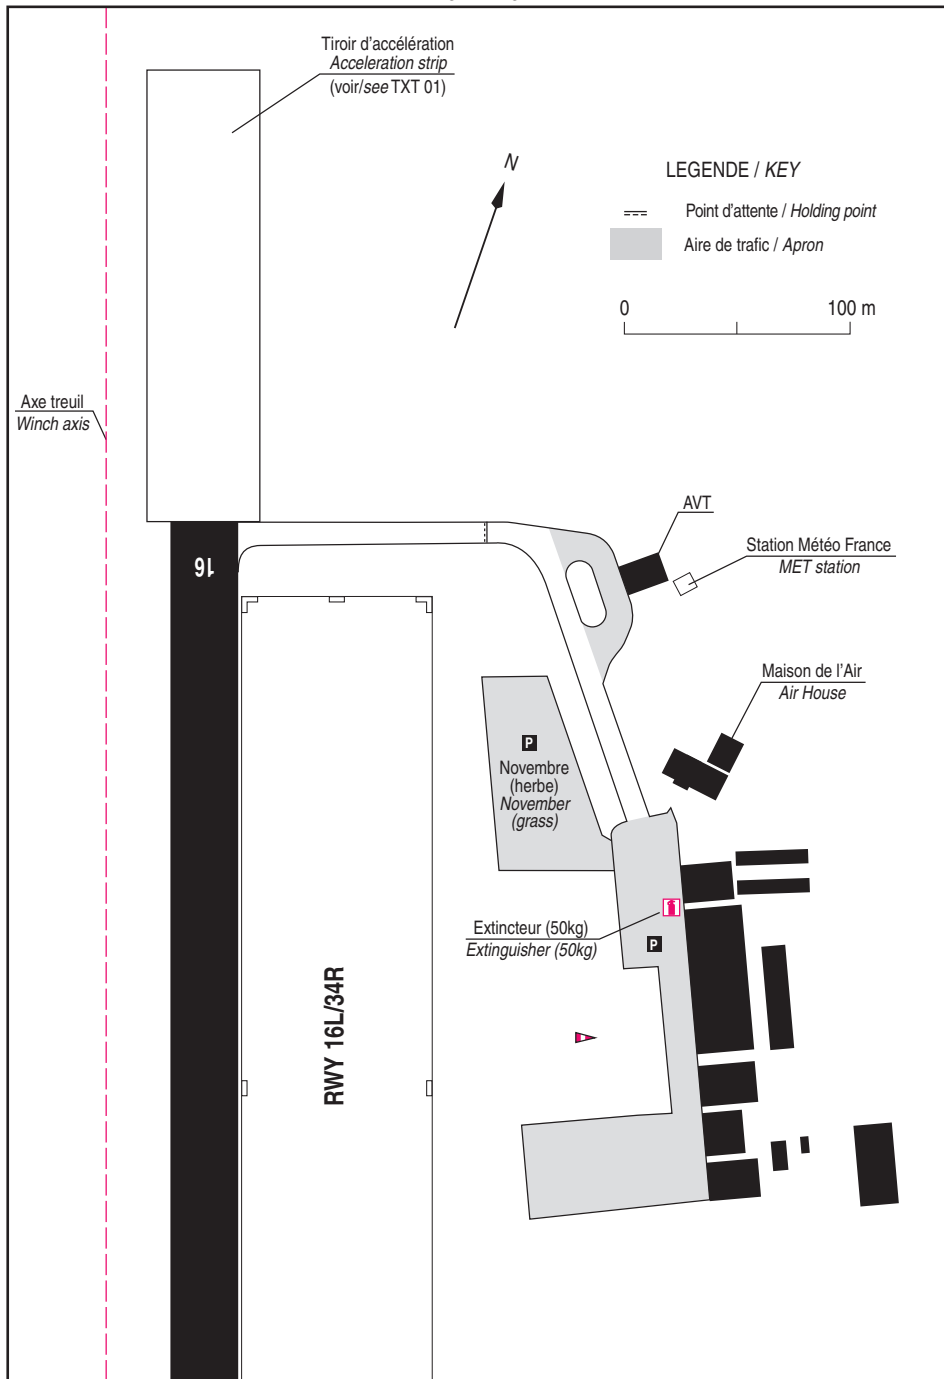 Tiroir d'accélération
Acceleration strip
(voir/see TXT 01)
N
LEGENDE / KEY
Point d'attente / Holding point
Aire de trafic / Apron
0 100 m
Axe treuil
Winch axis
AVT
Station Météo France
MET station
16
Maison de l'Air
Air House
P
Novembre
(herbe)
November
(grass)
Extincteur (50kg)
Extinguisher (50kg)
P
RWY 16L/34R